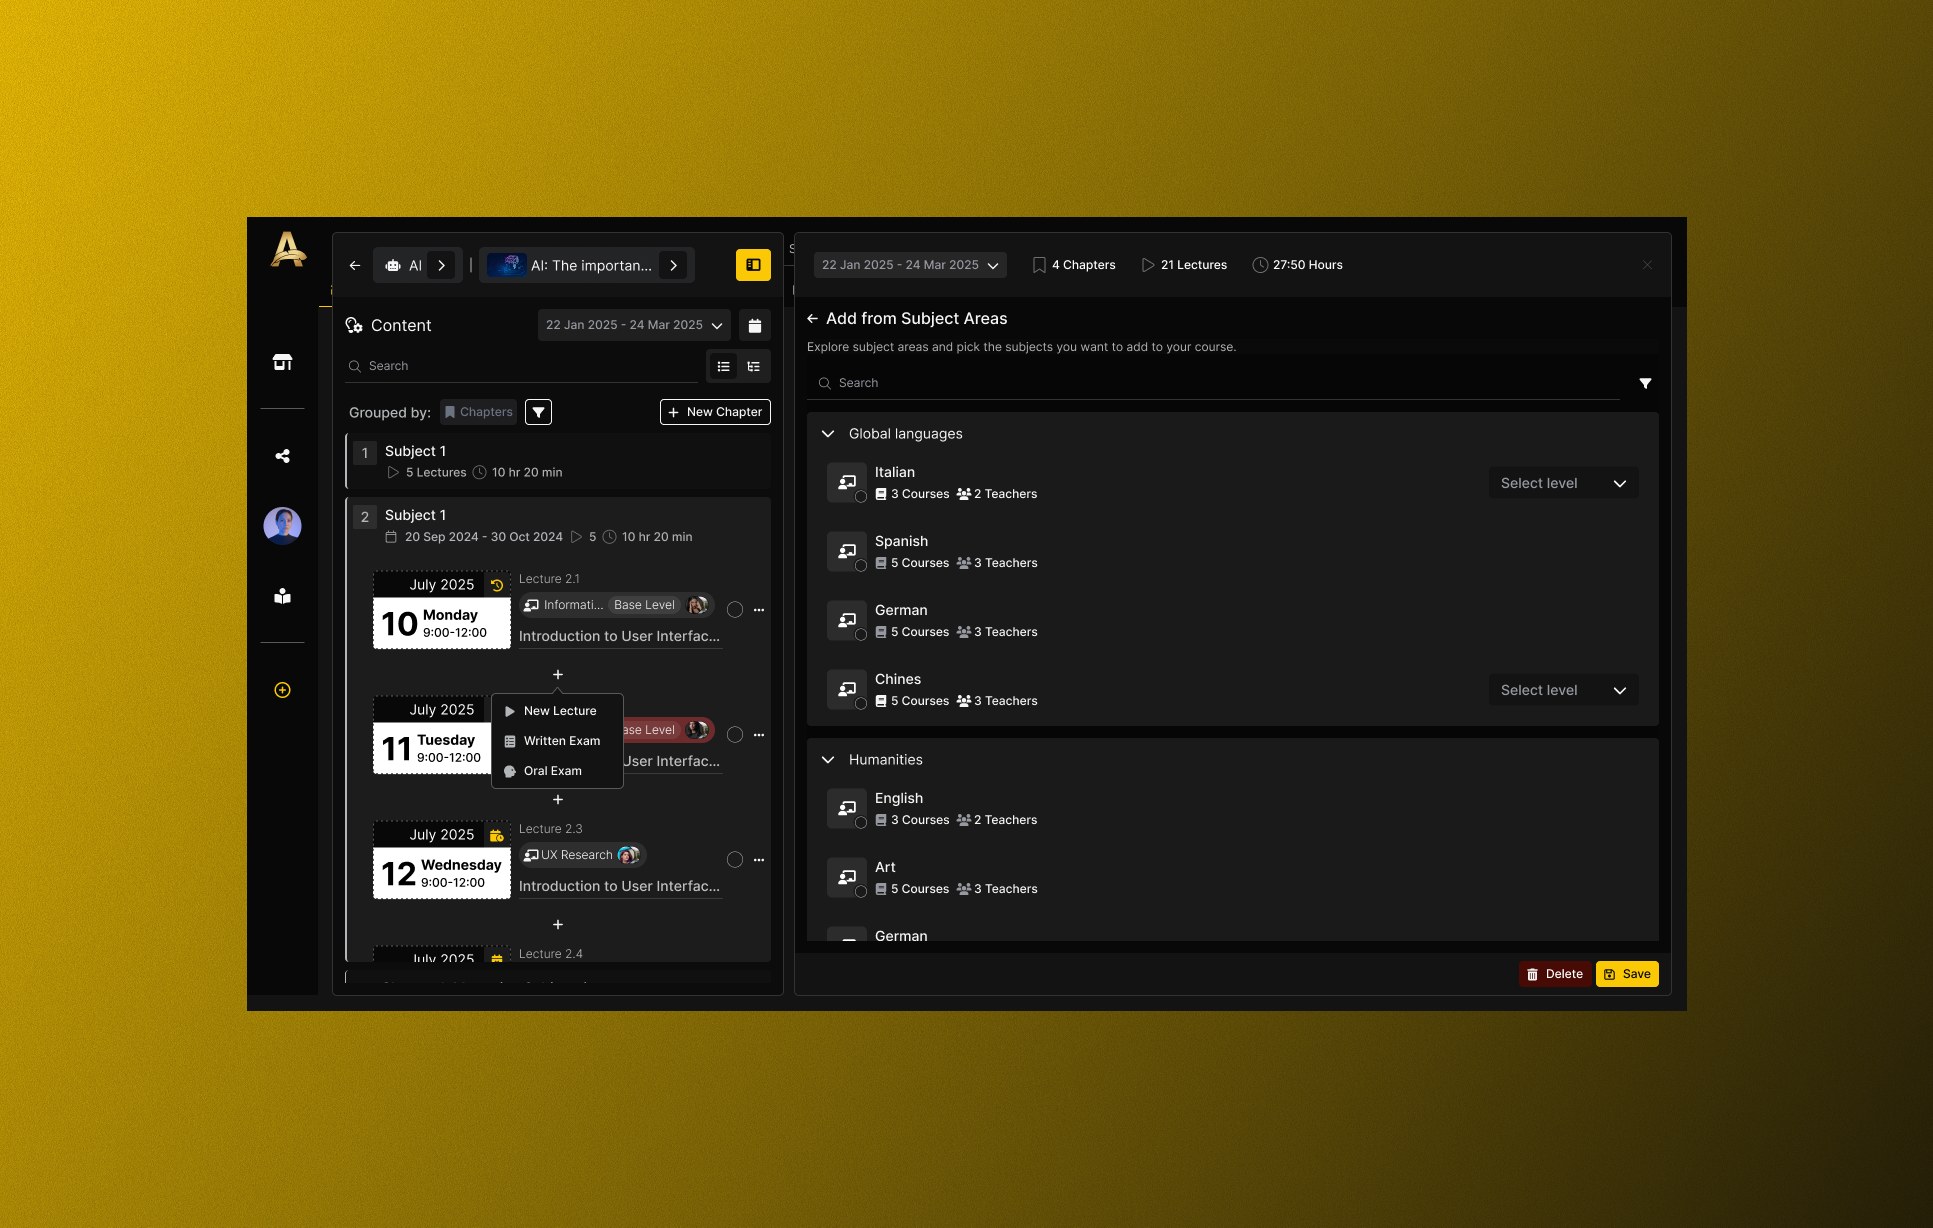 AI
AI: The importan...
Content
22 Jan 2025 - 24 Mar 2025
Search
Grouped by:
Chapters
New Chapter
1
Subject 1
5 Lectures
10 hr 20 min
2
Subject 1
20 Sep 2024 - 30 Oct 2024
5
10 hr 20 min
July 2025
10
Monday
9:00-12:00
Lecture 2.1
Informati...
Base Level
Introduction to User Interfac...
New Lecture
Written Exam
Oral Exam
July 2025
11
Tuesday
9:00-12:00
ase Level
User Interfac...
July 2025
12
Wednesday
9:00-12:00
Lecture 2.3
UX Research
Introduction to User Interfac...
July 2025
Lecture 2.4
22 Jan 2025 - 24 Mar 2025
4 Chapters
21 Lectures
27:50 Hours
Add from Subject Areas
Explore subject areas and pick the subjects you want to add to your course.
Search
Global languages
Italian
3 Courses
2 Teachers
Select level
Spanish
5 Courses
3 Teachers
German
5 Courses
3 Teachers
Chines
5 Courses
3 Teachers
Select level
Humanities
English
3 Courses
2 Teachers
Art
5 Courses
3 Teachers
German
Delete
Save